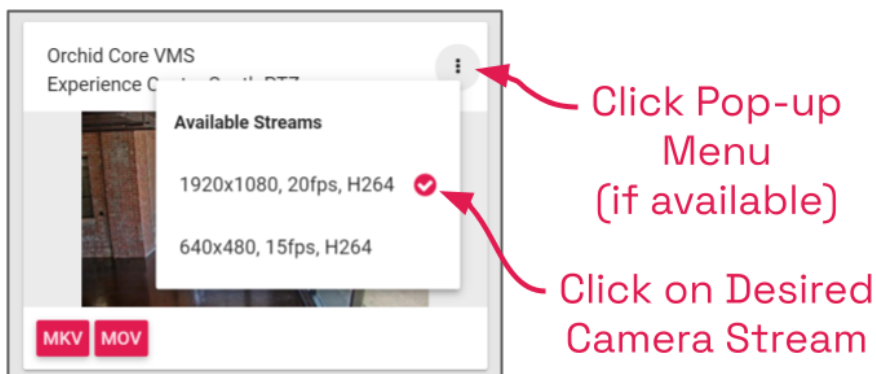 Orchid Core VMS
Experience
Available Streams
1920x1080, 20fps, H264
640x480, 15fps, H264
MKV MOV
Click Pop-up
Menu
(if available)
Click on Desired
Camera Stream